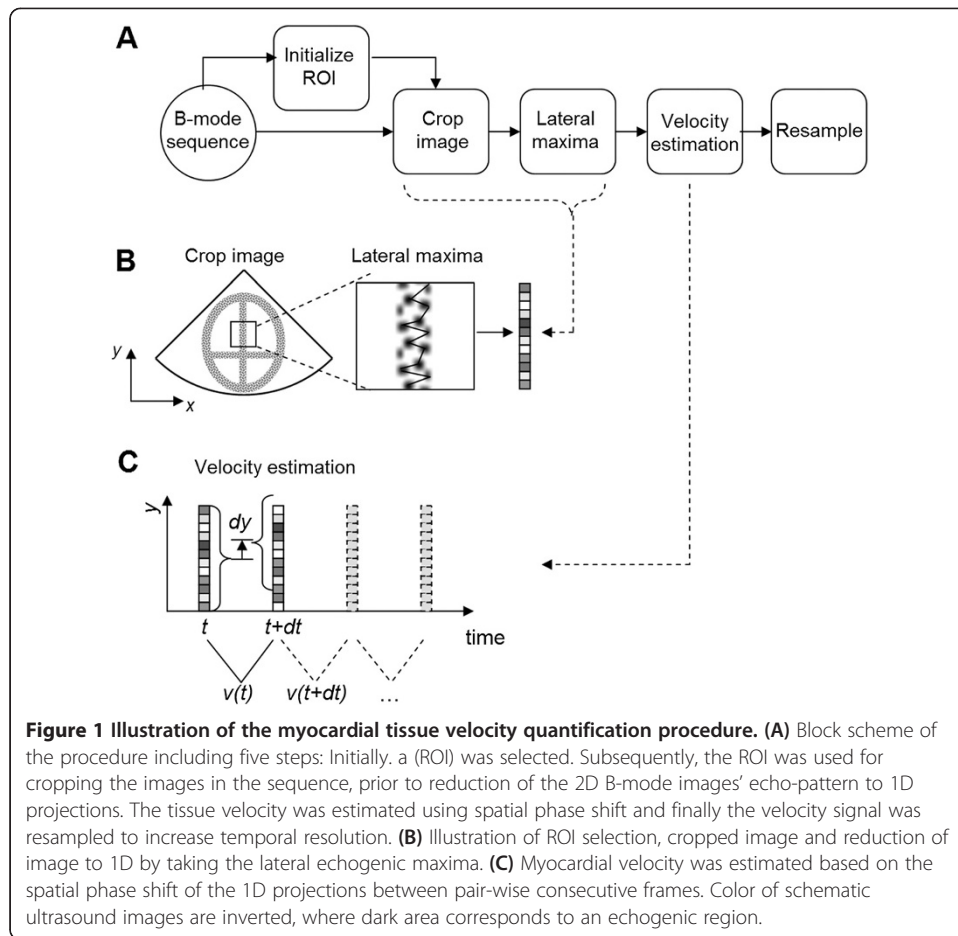 A
Initialize
ROI
B-mode
sequence
Crop
image
Lateral
maxima
Velocity
estimation
Resample
B
Crop image
Lateral maxima
y
x
C
Velocity estimation
y
dy
t
t+dt
time
v(t)
v(t+dt)
...
Figure 1 Illustration of the myocardial tissue velocity quantification procedure. (A) Block scheme of
the procedure including five steps: Initially. a (ROI) was selected. Subsequently, the ROI was used for
cropping the images in the sequence, prior to reduction of the 2D B-mode images’ echo-pattern to 1D
projections. The tissue velocity was estimated using spatial phase shift and finally the velocity signal was
resampled to increase temporal resolution. (B) Illustration of ROI selection, cropped image and reduction of
image to 1D by taking the lateral echogenic maxima. (C) Myocardial velocity was estimated based on the
spatial phase shift of the 1D projections between pair-wise consecutive frames. Color of schematic
ultrasound images are inverted, where dark area corresponds to an echogenic region.